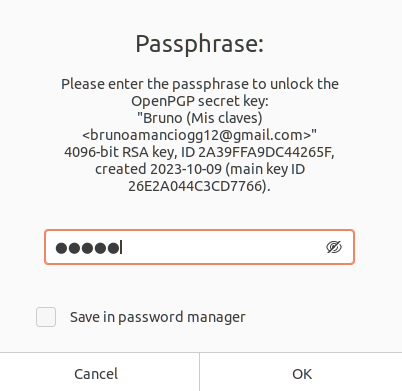 Passphrase:
Please enter the passphrase to unlock the
OpenPGP secret key:
"Bruno (Mis claves)
<brunoamanciogg12@gmail.com>"
4096-bit RSA key, ID 2A39FFA9DC44265F,
created 2023-10-09 (main key ID
26E2A044C3CD7766).
●●●●●
Save in password manager
Cancel
OK